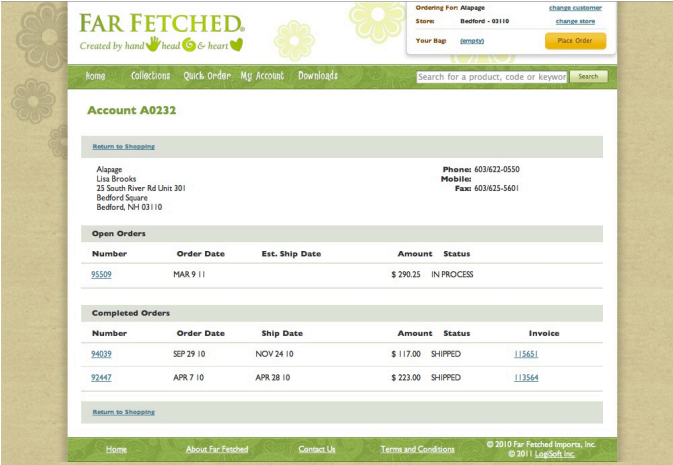 FAR FETCHED®
Created by hand head & heart
Ordering For: Alapage change customer
Store: Bedford - 03110 change store
Your Bag: (empty) Place Order
Home Collections Quick Order My Account Downloads Search for a product, code or keywor Search
Account A0232
Return to Shopping
Alapage
Lisa Brooks
25 South River Rd Unit 301
Bedford Square
Bedford, NH 03110
Phone: 603/622-0550
Mobile:
Fax: 603/625-5601
Open Orders
Number Order Date Est. Ship Date Amount Status
95509 MAR 9 11 $ 290.25 IN PROCESS
Completed Orders
Number Order Date Ship Date Amount Status Invoice
94039 SEP 29 10 NOV 24 10 $ 117.00 SHIPPED 115651
92447 APR 7 10 APR 28 10 $ 223.00 SHIPPED 113564
Return to Shopping
Home About Far Fetched Contact Us Terms and Conditions
© 2010 Far Fetched Imports, Inc.
© 2011 LogiSoft Inc.